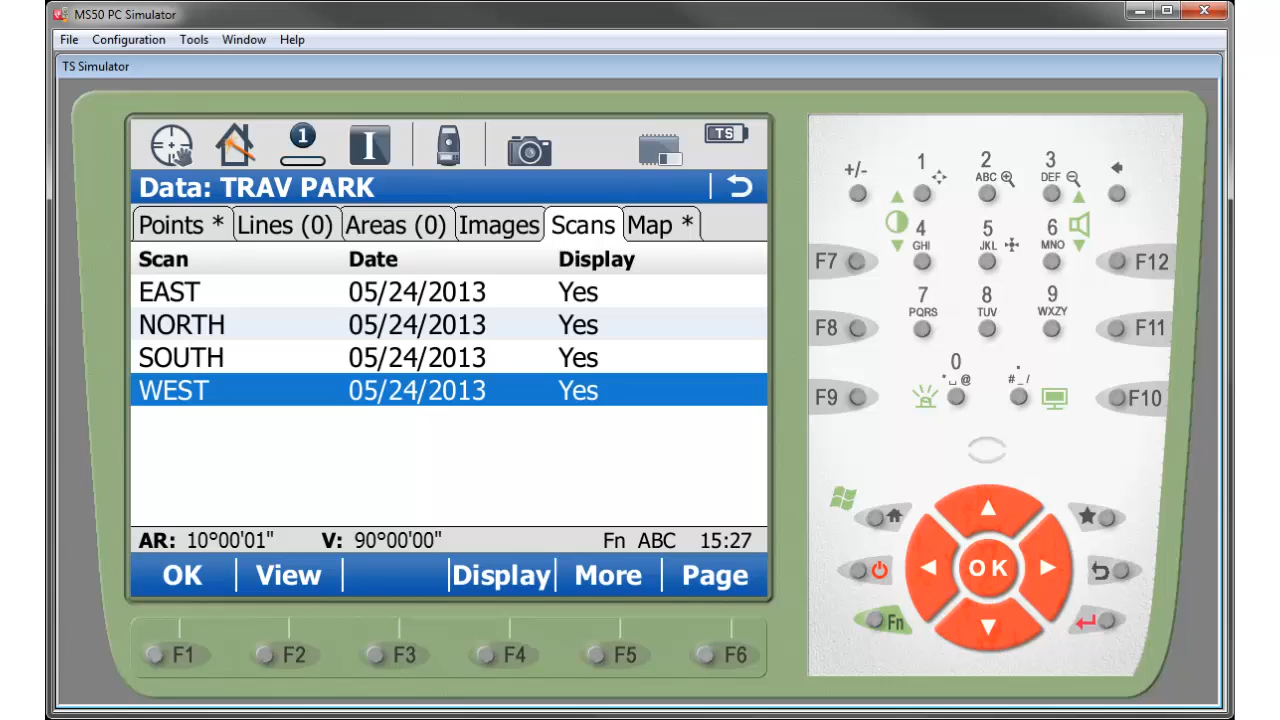 MS50 PC Simulator
File Configuration Tools Window Help
TS Simulator
1 I TS
Data: TRAV PARK
Points * Lines (0) Areas (0) Images Scans Map *
Scan Date Display
EAST 05/24/2013 Yes
NORTH 05/24/2013 Yes
SOUTH 05/24/2013 Yes
WEST 05/24/2013 Yes
AR: 10°00'01" V: 90°00'00" Fn ABC 15:27
OK View Display More Page
F1 F2 F3 F4 F5 F6
+/- 1 2 3
ABC DEF
4 5 6
GHI JKL MNO
F7 F12
7 8 9
PQRS TUV WXZY
F8 F11
0 .
* ␣ @ # _ /
F9 F10
OK
Fn